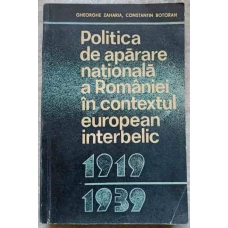 GHEORGHE ZAHARIA, CONSTANTIN BOTORAN
Politica
de apărare
națională
a României
în contextul
european
interbelic
1919
1939